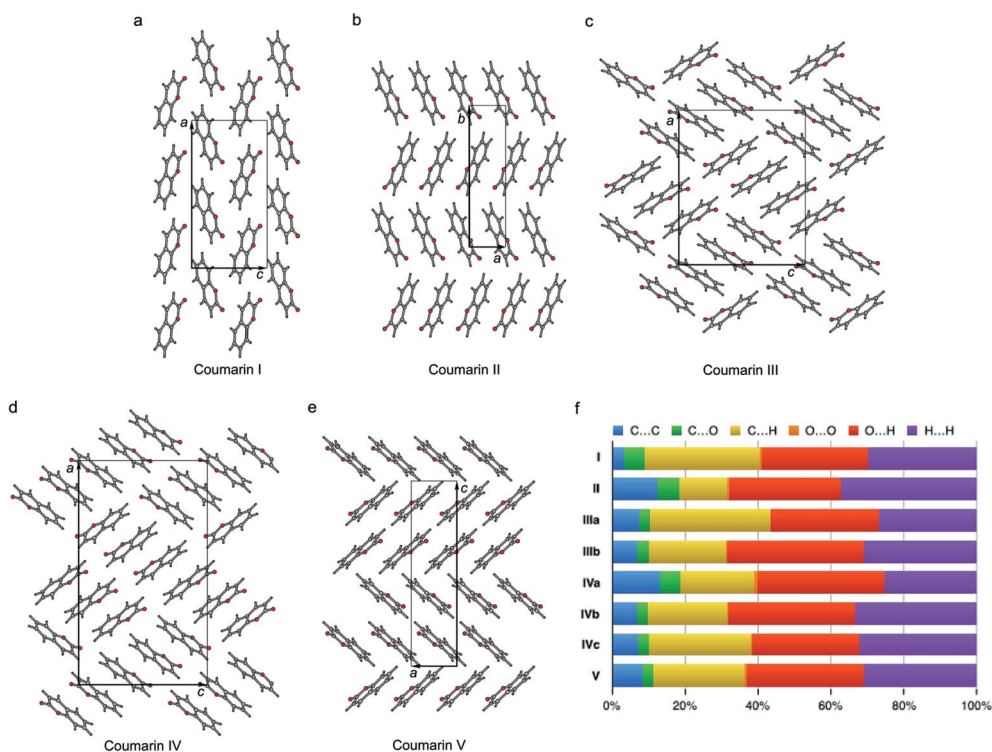 a
a
c
Coumarin I
b
b
a
Coumarin II
c
a
c
Coumarin III
d
a
c
Coumarin IV
e
c
a
Coumarin V
f
C...C C...O C...H O...O O...H H...H
I
II
IIIa
IIIb
IVa
IVb
IVc
V
0% 20% 40% 60% 80% 100%